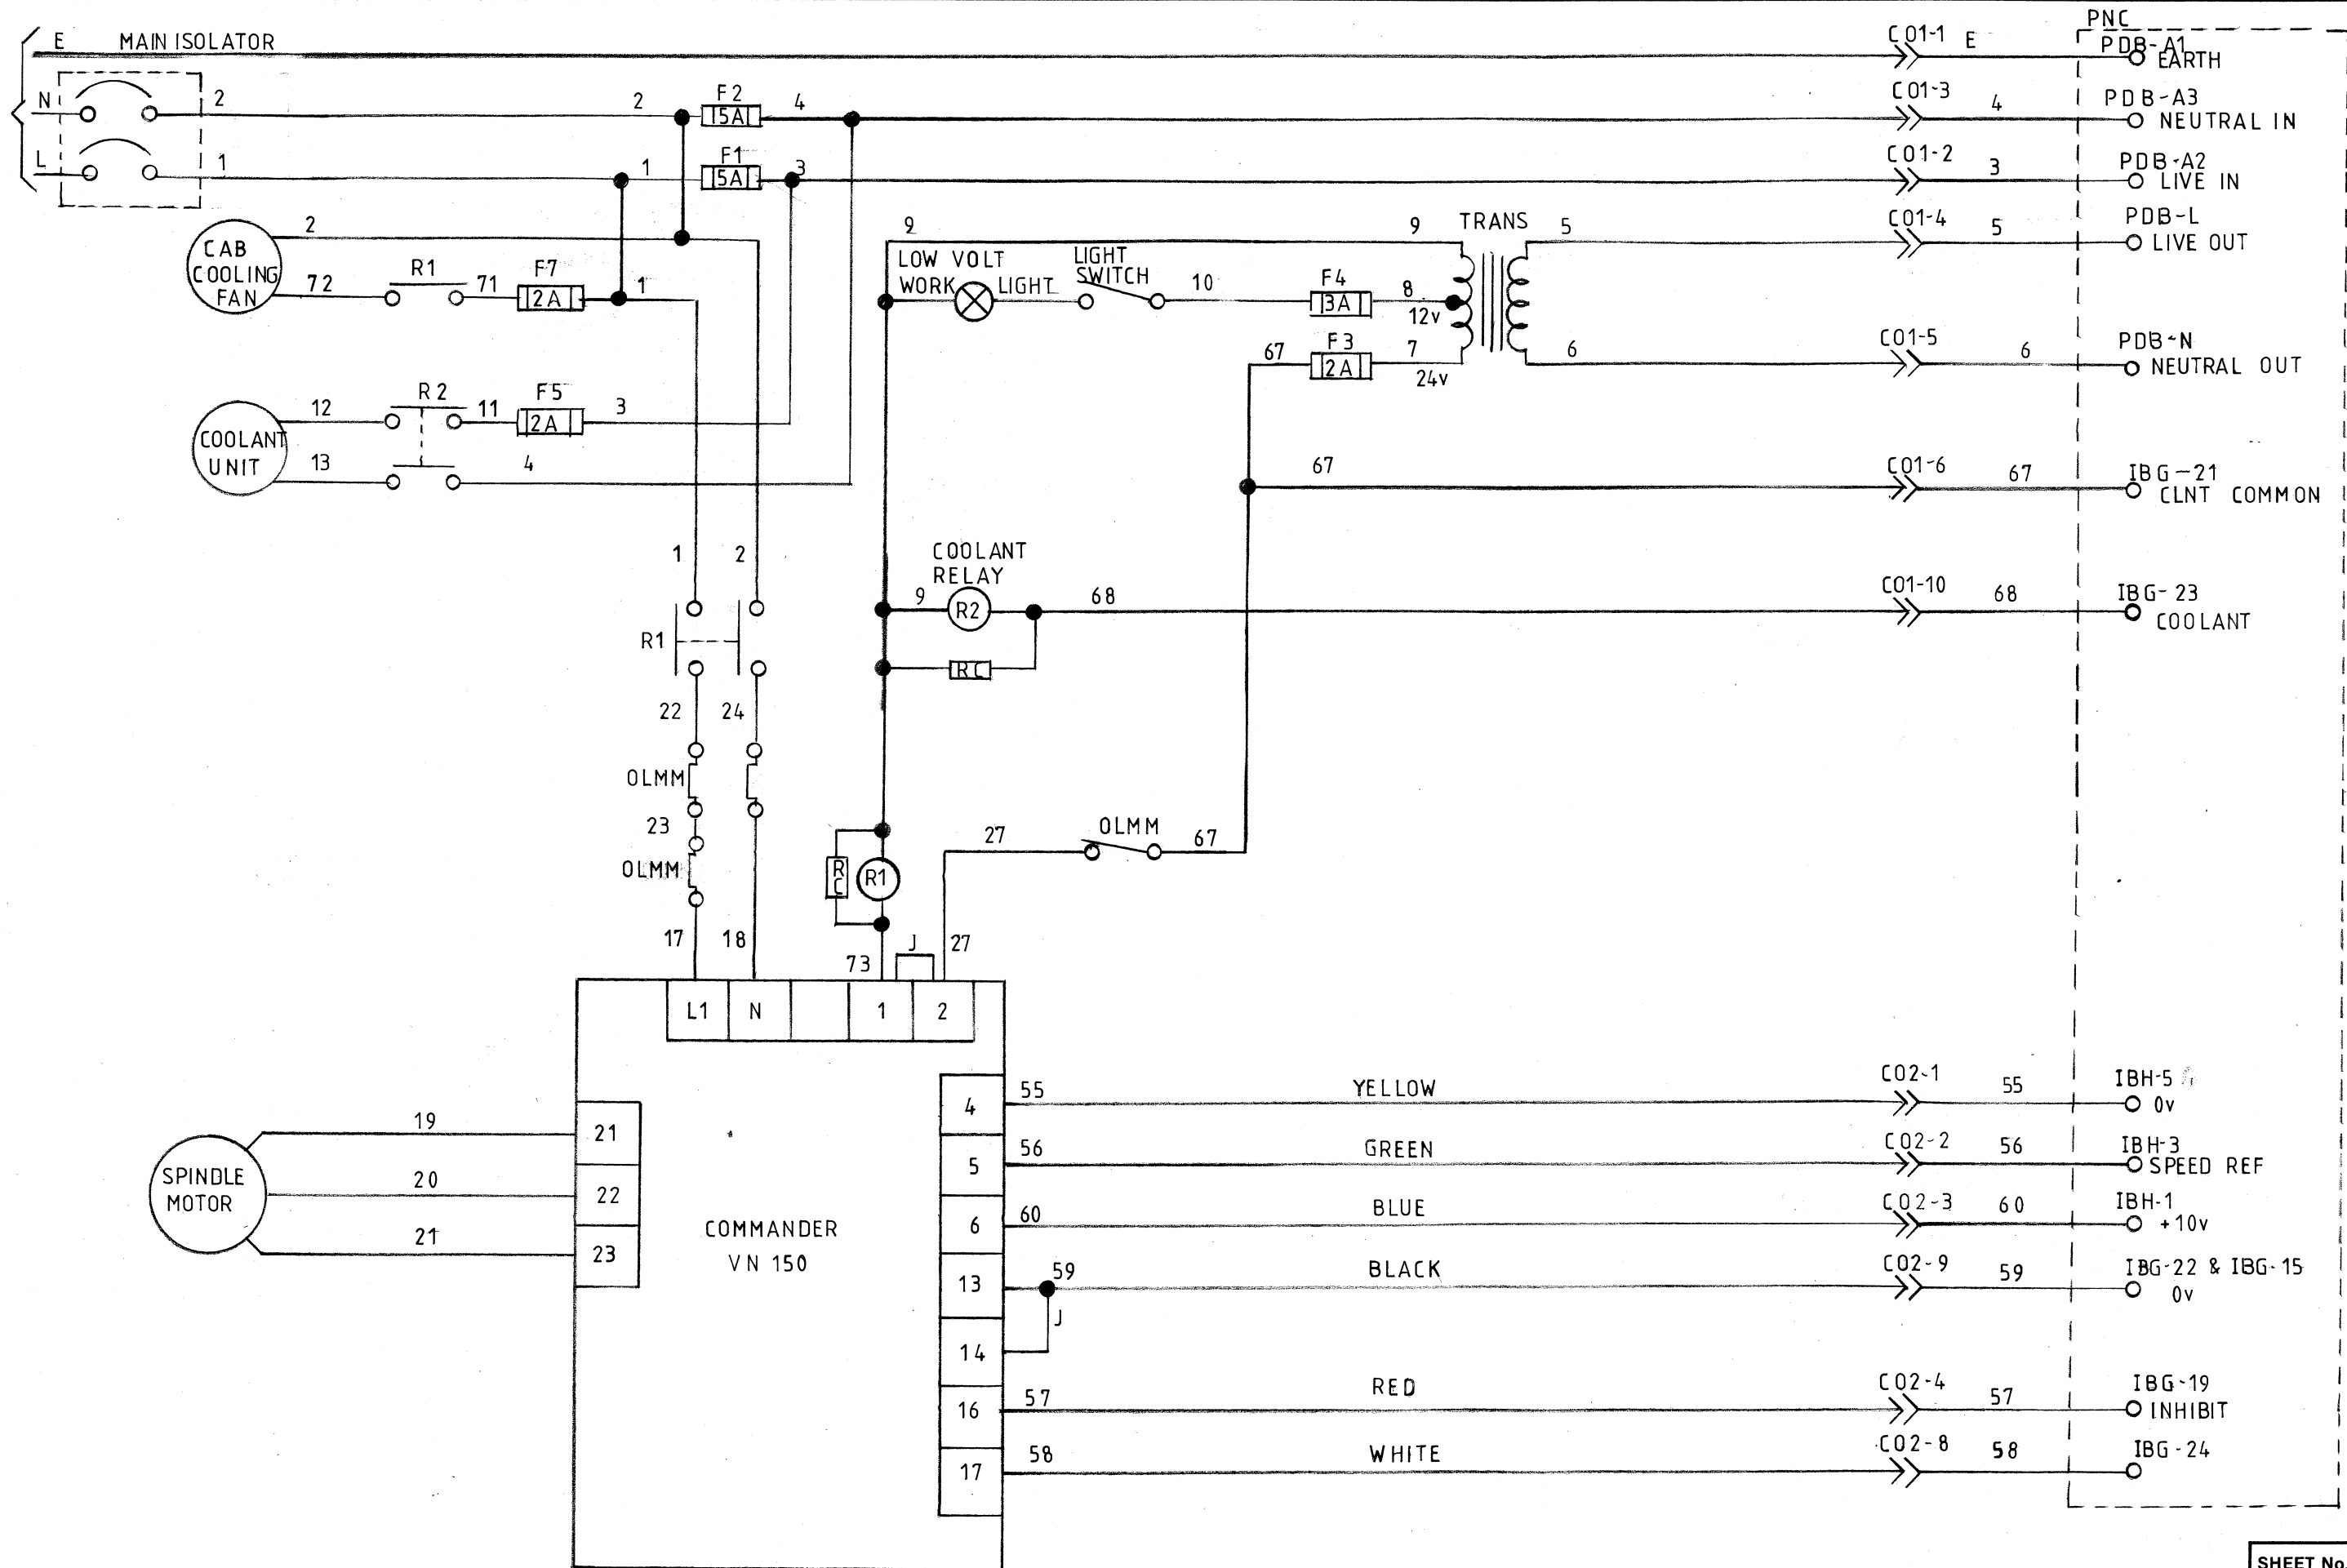 PNC
E MAIN ISOLATOR C01-1 E PDB-A1
EARTH
N 2 2 F2 4 C01-3 4 PDB-A3
15A NEUTRAL IN
L 1 1 F1 3 C01-2 3 PDB-A2
5A LIVE IN
2 9 9 TRANS 5 C01-4 5 PDB-L
LIVE OUT
CAB
COOLING
FAN
72 R1 71 F7 1
2A
LOW VOLT
WORK LIGHT
LIGHT
SWITCH
10 F4 8
3A 12v
67 F3 7 6 C01-5 6 PDB-N
2A 24v NEUTRAL OUT
12 R2 11 F5 3
2A
COOLANT
UNIT
13 4
67 C01-6 67 IBG-21
CLNT COMMON
1 2
COOLANT
RELAY
9 R2 68 C01-10 68 IBG-23
COOLANT
R1 RC
22 24
OLMM
23
OLMM
27 OLMM 67
RC R1
17 18 73 J 27
L1 N 1 2
4 55 YELLOW C02-1 55 IBH-5
0v
5 56 GREEN C02-2 56 IBH-3
SPEED REF
6 60 BLUE C02-3 60 IBH-1
+10v
13 59 BLACK C02-9 59 IBG-22 & IBG-15
0v
J
14
16 57 RED C02-4 57 IBG-19
INHIBIT
17 58 WHITE C02-8 58 IBG-24
SPINDLE
MOTOR
19 21
20 22
21 23
COMMANDER
VN 150
SHEET No